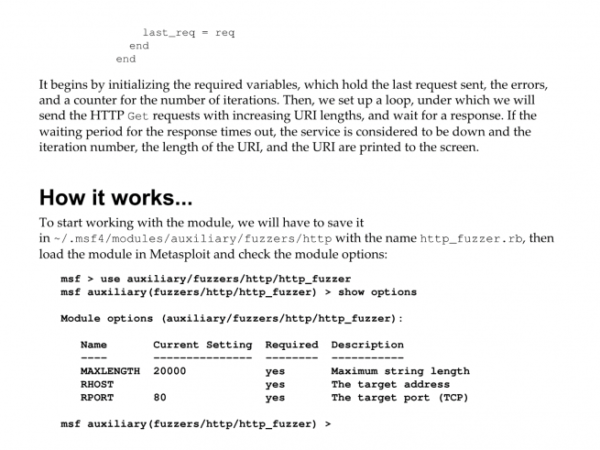 last_req = req
end
end
It begins by initializing the required variables, which hold the last request sent, the errors,
and a counter for the number of iterations. Then, we set up a loop, under which we will
send the HTTP Get requests with increasing URI lengths, and wait for a response. If the
waiting period for the response times out, the service is considered to be down and the
iteration number, the length of the URI, and the URI are printed to the screen.
How it works...
To start working with the module, we will have to save it
in ~/.msf4/modules/auxiliary/fuzzers/http with the name http_fuzzer.rb, then
load the module in Metasploit and check the module options:
msf > use auxiliary/fuzzers/http/http_fuzzer
msf auxiliary(fuzzers/http/http_fuzzer) > show options
Module options (auxiliary/fuzzers/http/http_fuzzer):
Name Current Setting Required Description
---- --------------- -------- -----------
MAXLENGTH 20000 yes Maximum string length
RHOST yes The target address
RPORT 80 yes The target port (TCP)
msf auxiliary(fuzzers/http/http_fuzzer) >